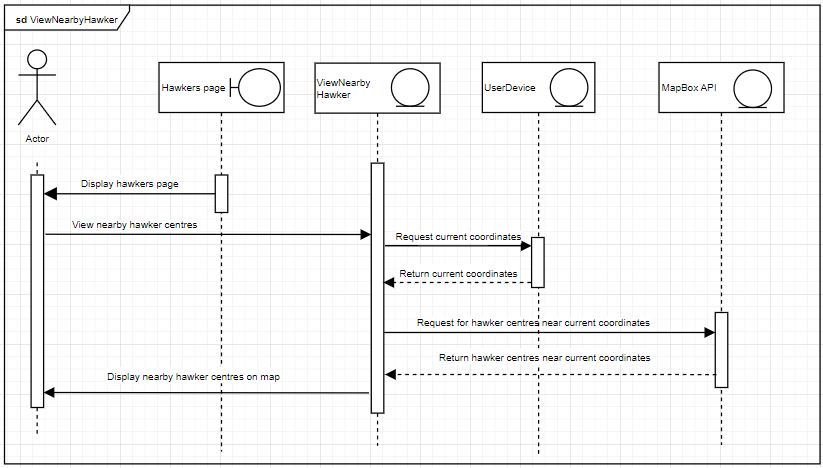 sd ViewNearbyHawker
Actor
Hawkers page
ViewNearby
Hawker
UserDevice
MapBox API
Display hawkers page
View nearby hawker centres
Request current coordinates
Return current coordinates
Request for hawker centres near current coordinates
Return hawker centres near current coordinates
Display nearby hawker centres on map